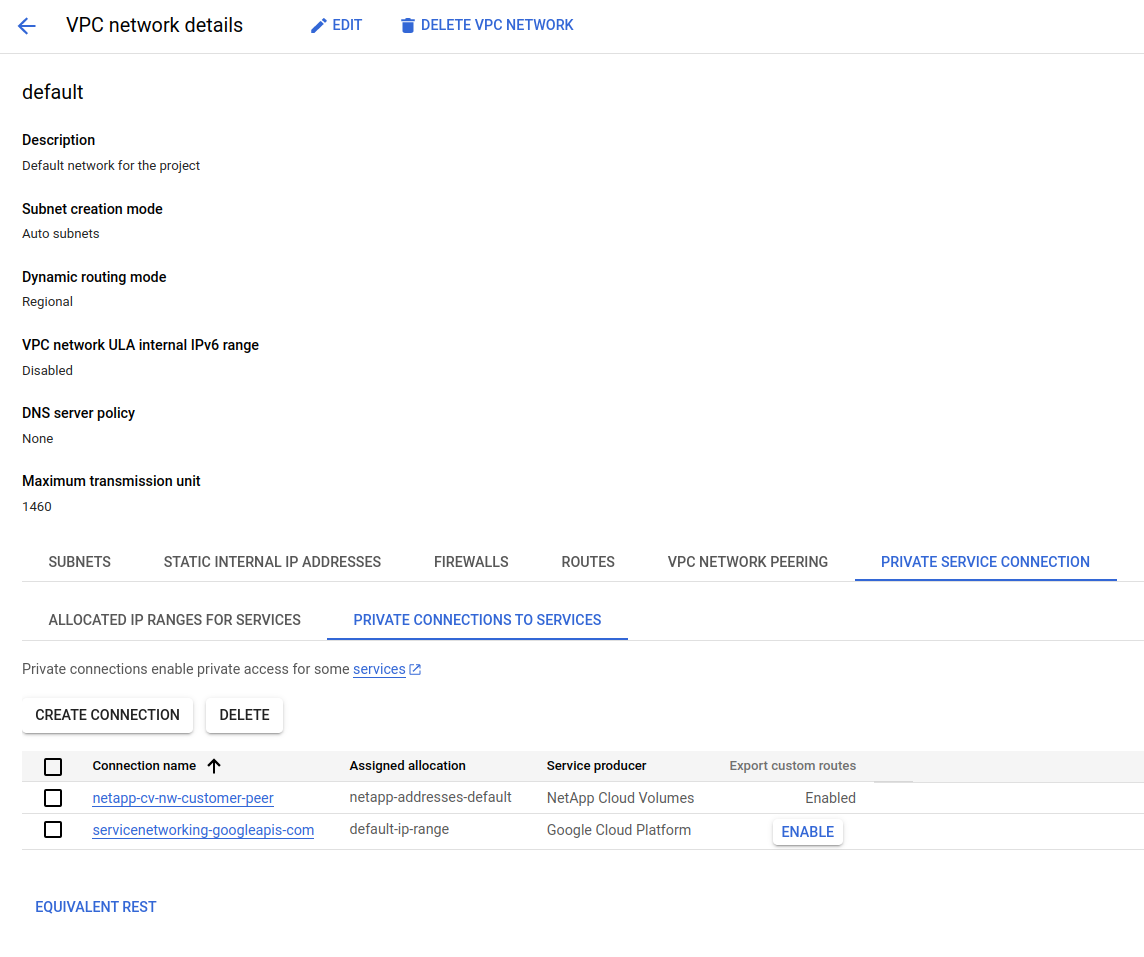 VPC network details EDIT DELETE VPC NETWORK
default
Description
Default network for the project
Subnet creation mode
Auto subnets
Dynamic routing mode
Regional
VPC network ULA internal IPv6 range
Disabled
DNS server policy
None
Maximum transmission unit
1460
SUBNETS STATIC INTERNAL IP ADDRESSES FIREWALLS ROUTES VPC NETWORK PEERING PRIVATE SERVICE CONNECTION
ALLOCATED IP RANGES FOR SERVICES PRIVATE CONNECTIONS TO SERVICES
Private connections enable private access for some services
CREATE CONNECTION DELETE
Connection name Assigned allocation Service producer Export custom routes
netapp-cv-nw-customer-peer netapp-addresses-default NetApp Cloud Volumes Enabled
servicenetworking-googleapis-com default-ip-range Google Cloud Platform ENABLE
EQUIVALENT REST